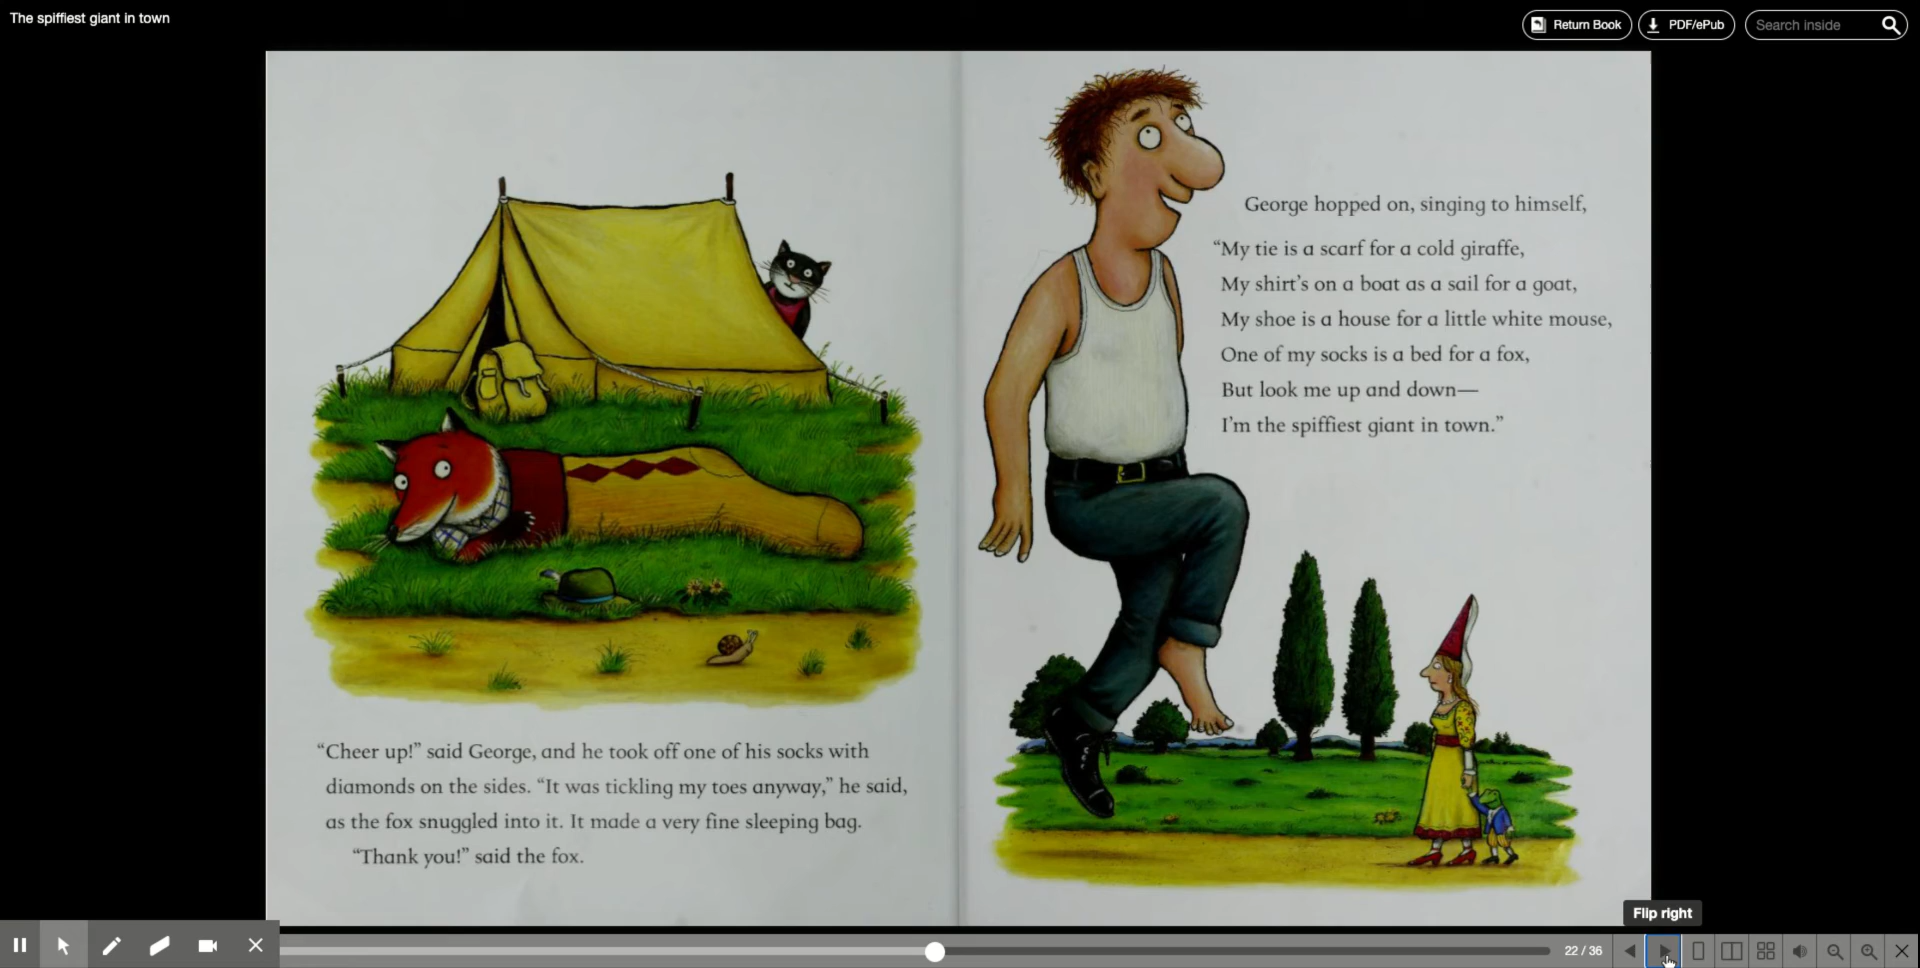 The spiffiest giant in town
Return Book
PDF/ePub
Search inside
“Cheer up!” said George, and he took off one of his socks with
diamonds on the sides. “It was tickling my toes anyway,” he said,
as the fox snuggled into it. It made a very fine sleeping bag.
“Thank you!” said the fox.
George hopped on, singing to himself,
“My tie is a scarf for a cold giraffe,
My shirt’s on a boat as a sail for a goat,
My shoe is a house for a little white mouse,
One of my socks is a bed for a fox,
But look me up and down—
I’m the spiffiest giant in town.”
Flip right
22 / 36